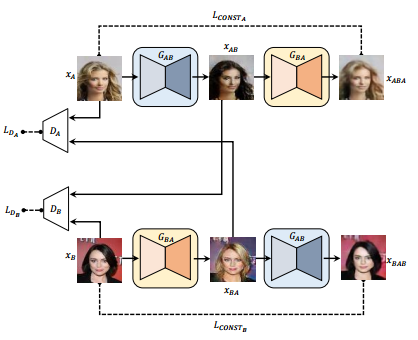 L_CONST_A
x_A
G_AB
x_AB
G_BA
x_ABA
L_D_A
D_A
L_D_B
D_B
x_B
G_BA
x_BA
G_AB
x_BAB
L_CONST_B